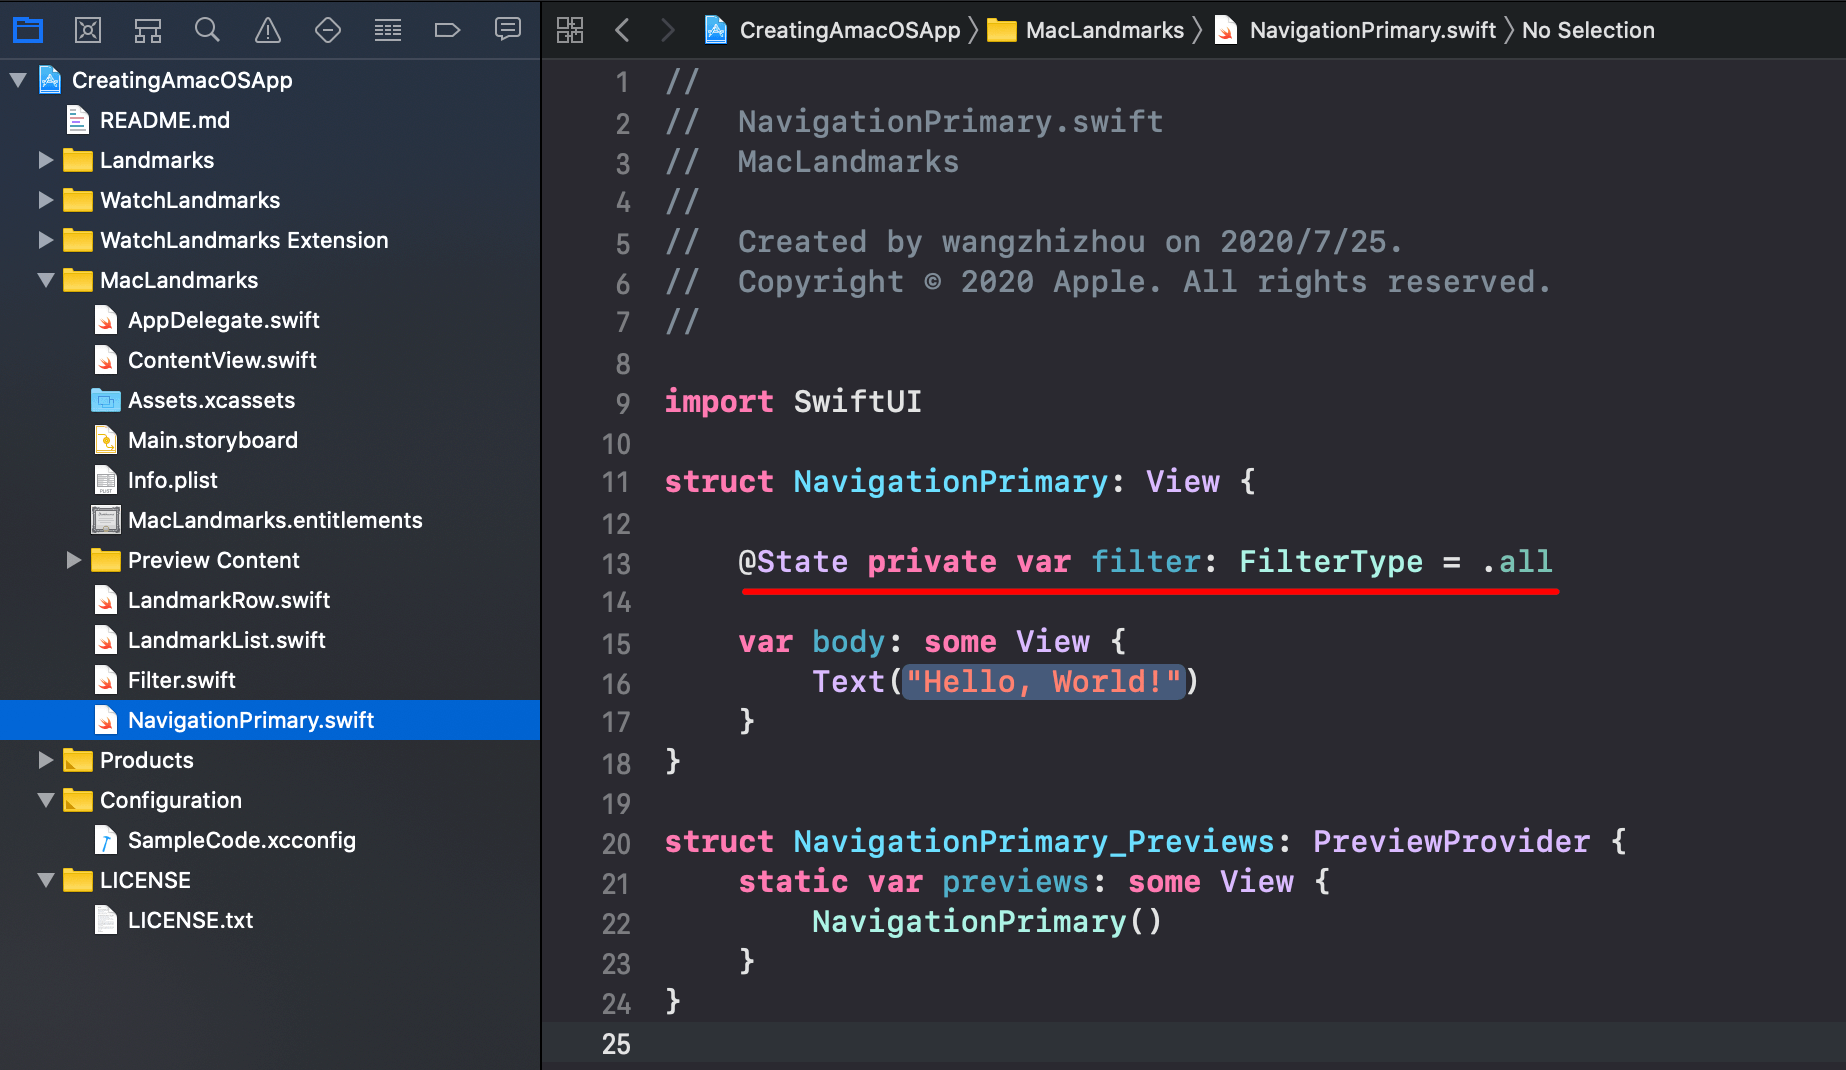 CreatingAmacOSApp
README.md
Landmarks
WatchLandmarks
WatchLandmarks Extension
MacLandmarks
AppDelegate.swift
ContentView.swift
Assets.xcassets
Main.storyboard
Info.plist
MacLandmarks.entitlements
Preview Content
LandmarkRow.swift
LandmarkList.swift
Filter.swift
NavigationPrimary.swift
Products
Configuration
SampleCode.xcconfig
LICENSE
LICENSE.txt
CreatingAmacOSApp 〉 MacLandmarks 〉 NavigationPrimary.swift 〉 No Selection
1 //
2 //  NavigationPrimary.swift
3 //  MacLandmarks
4 //
5 //  Created by wangzhizhou on 2020/7/25.
6 //  Copyright © 2020 Apple. All rights reserved.
7 //
8
9 import SwiftUI
10
11 struct NavigationPrimary: View {
12
13     @State private var filter: FilterType = .all
14
15     var body: some View {
16         Text("Hello, World!")
17     }
18 }
19
20 struct NavigationPrimary_Previews: PreviewProvider {
21     static var previews: some View {
22         NavigationPrimary()
23     }
24 }
25